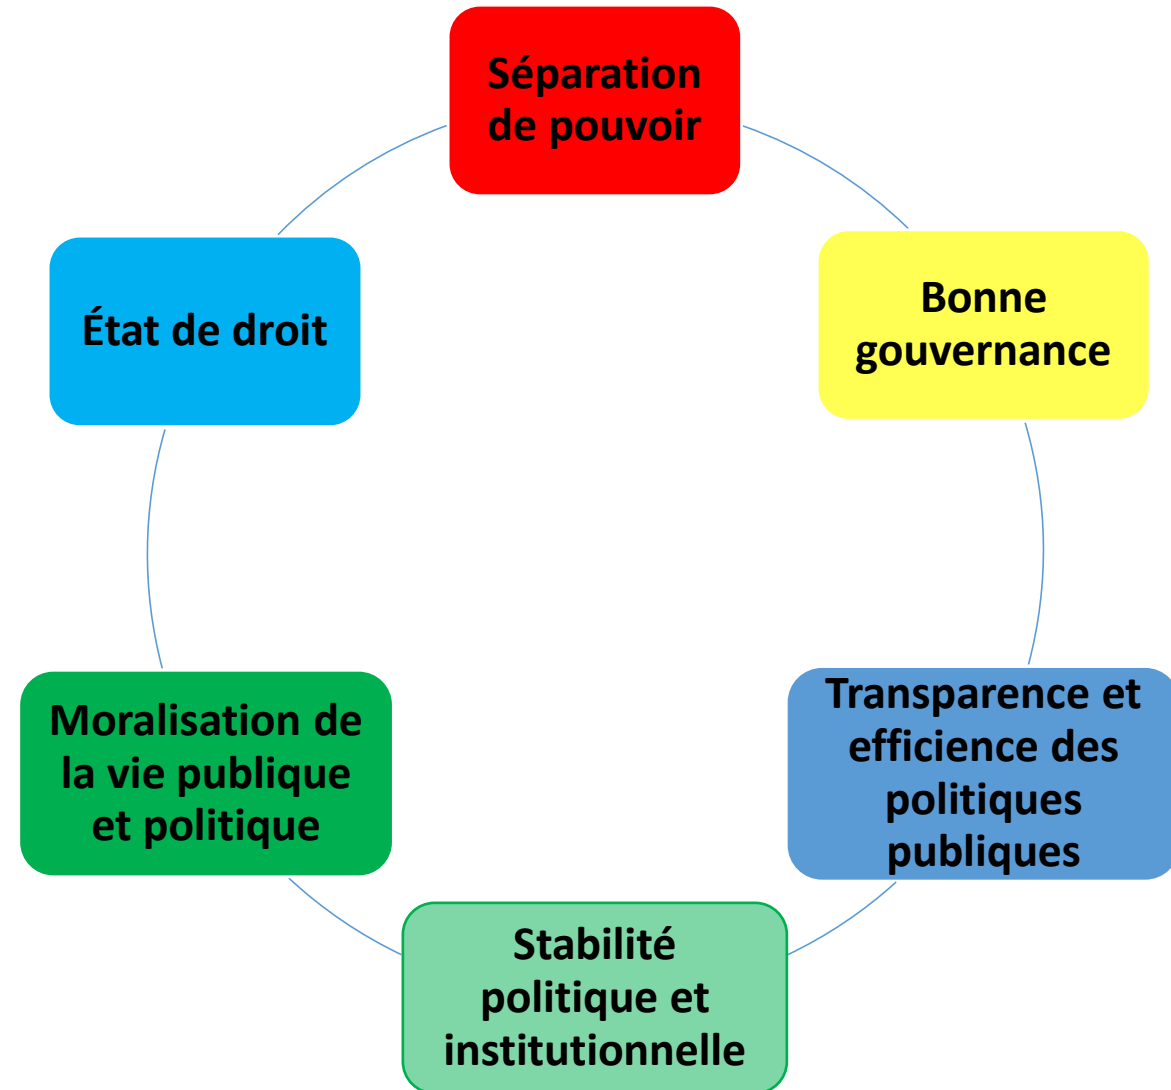 Séparation
de pouvoir
Bonne
gouvernance
Transparence et
efficience des
politiques
publiques
Stabilité
politique et
institutionnelle
Moralisation de
la vie publique
et politique
État de droit